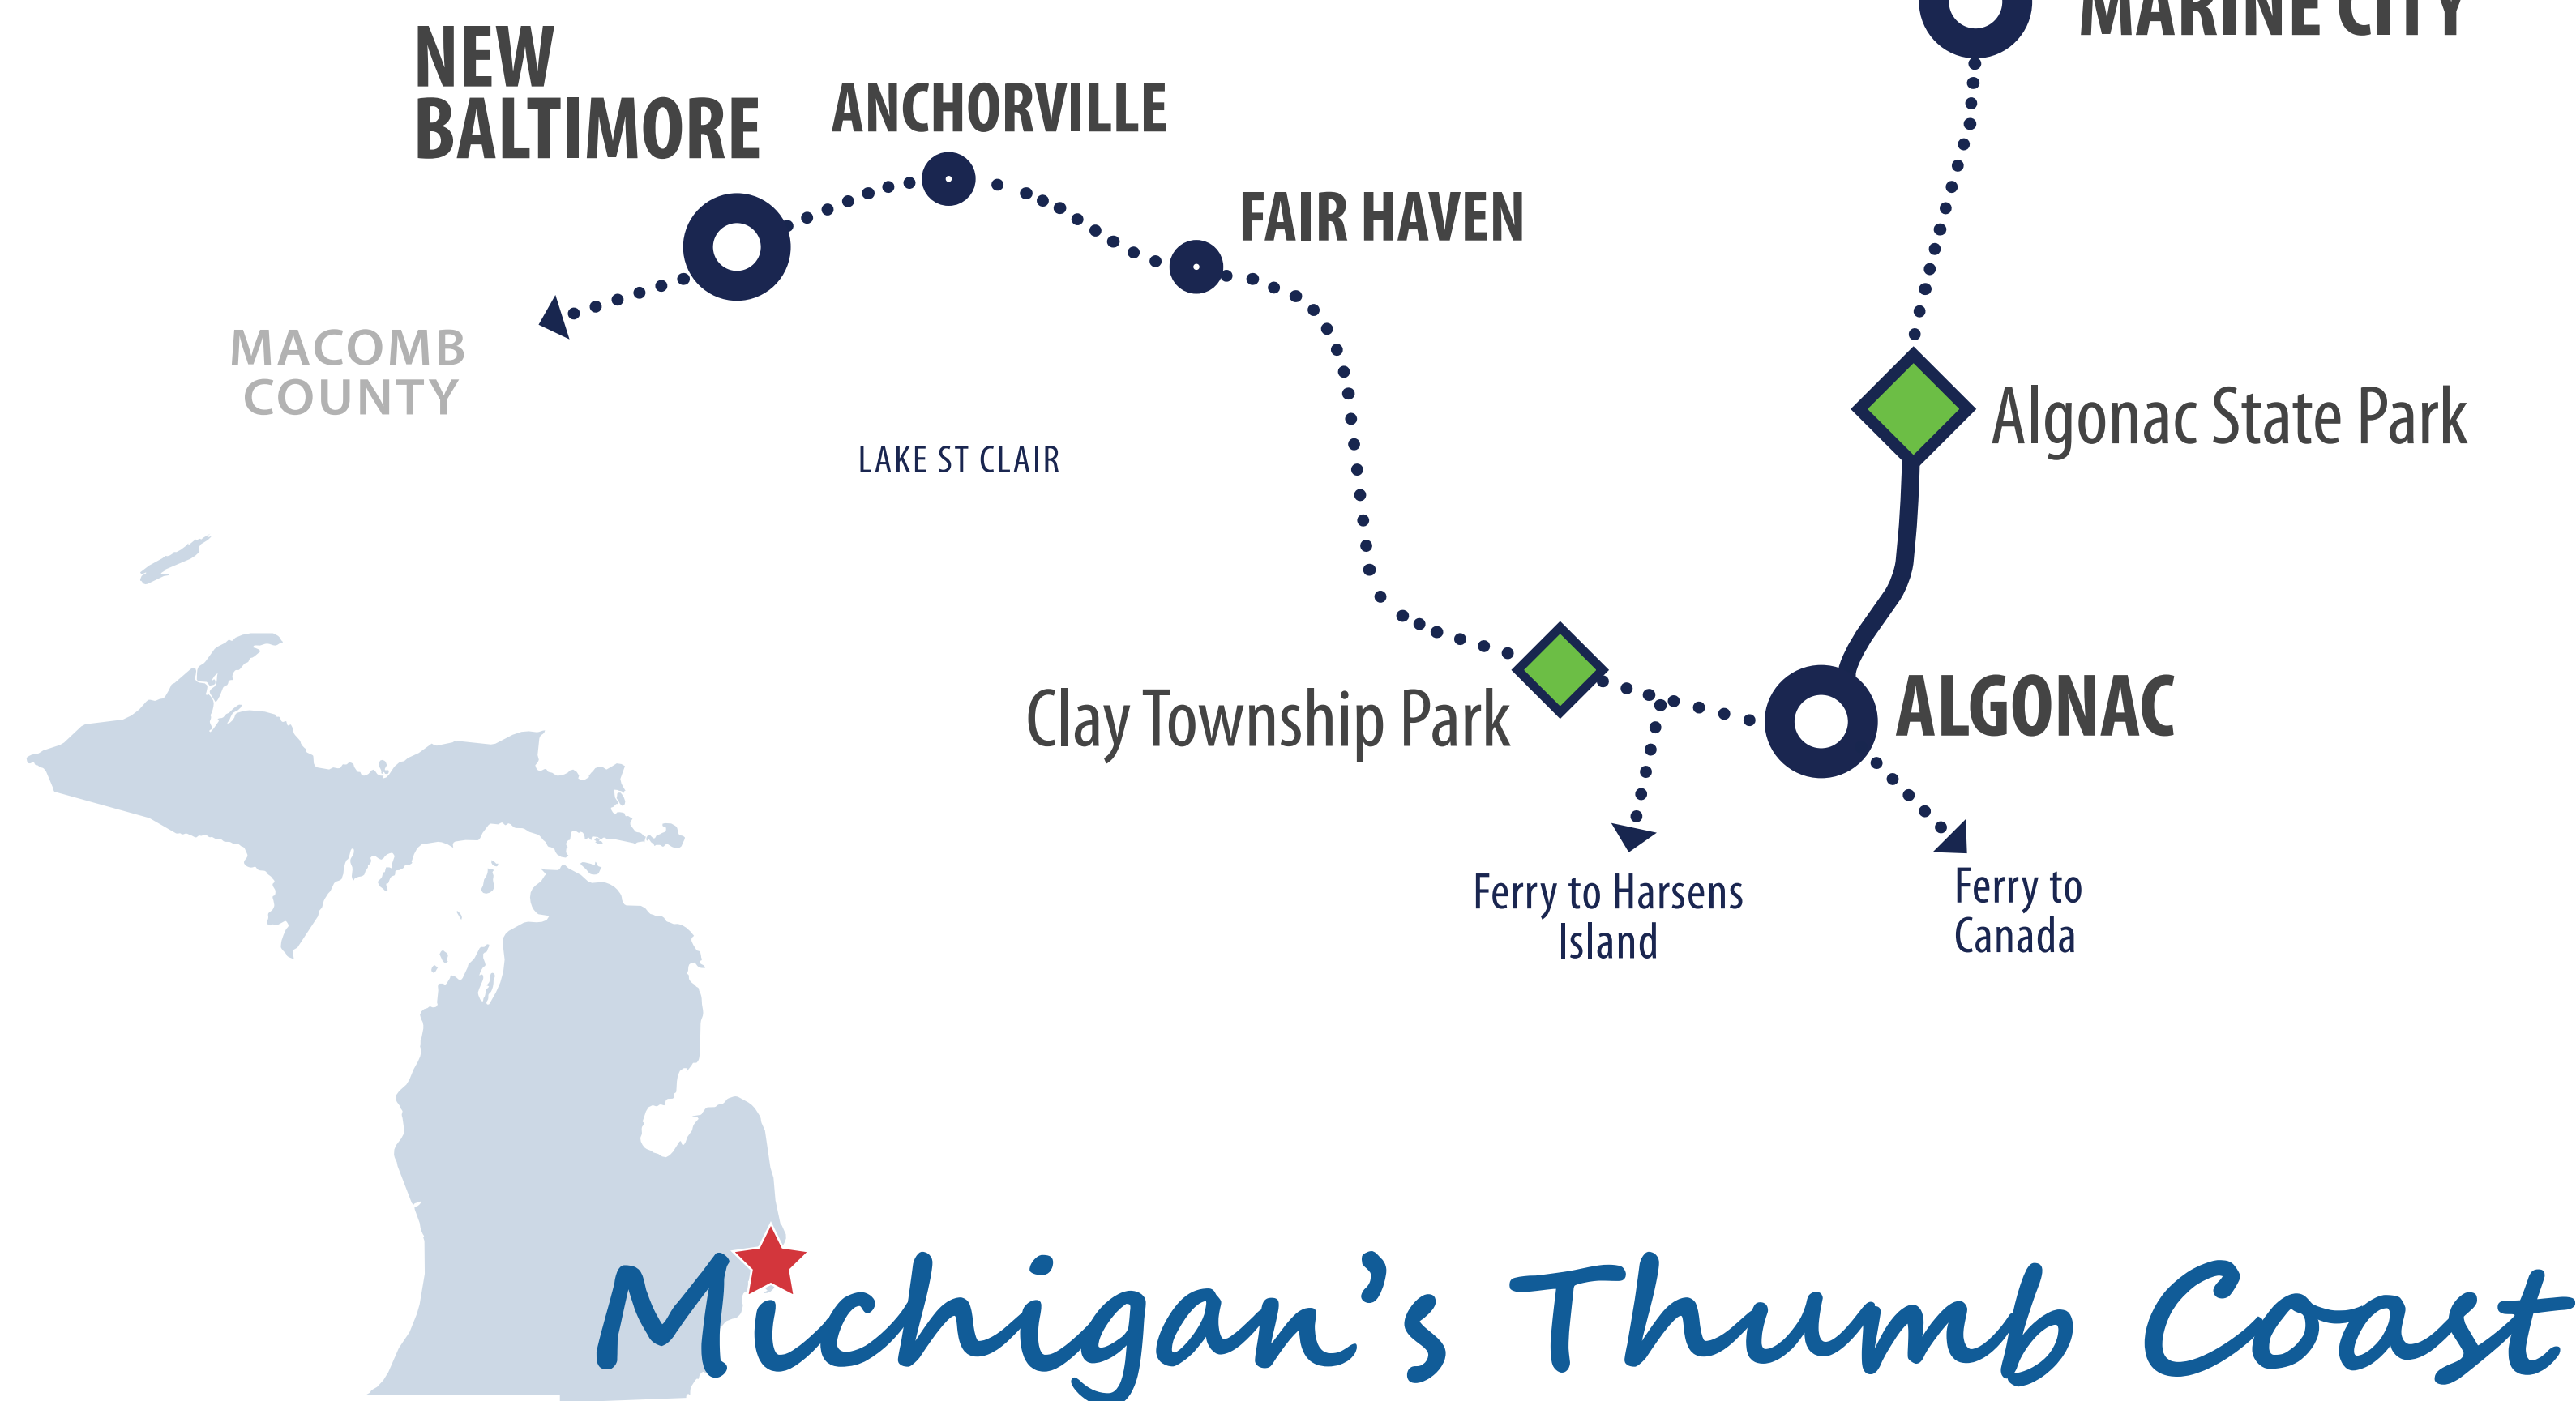 MARINE CITY
NEW
BALTIMORE
ANCHORVILLE
FAIR HAVEN
MACOMB
COUNTY
LAKE ST CLAIR
Algonac State Park
Clay Township Park
ALGONAC
Ferry to Harsens
Island
Ferry to
Canada
Michigan's Thumb Coast